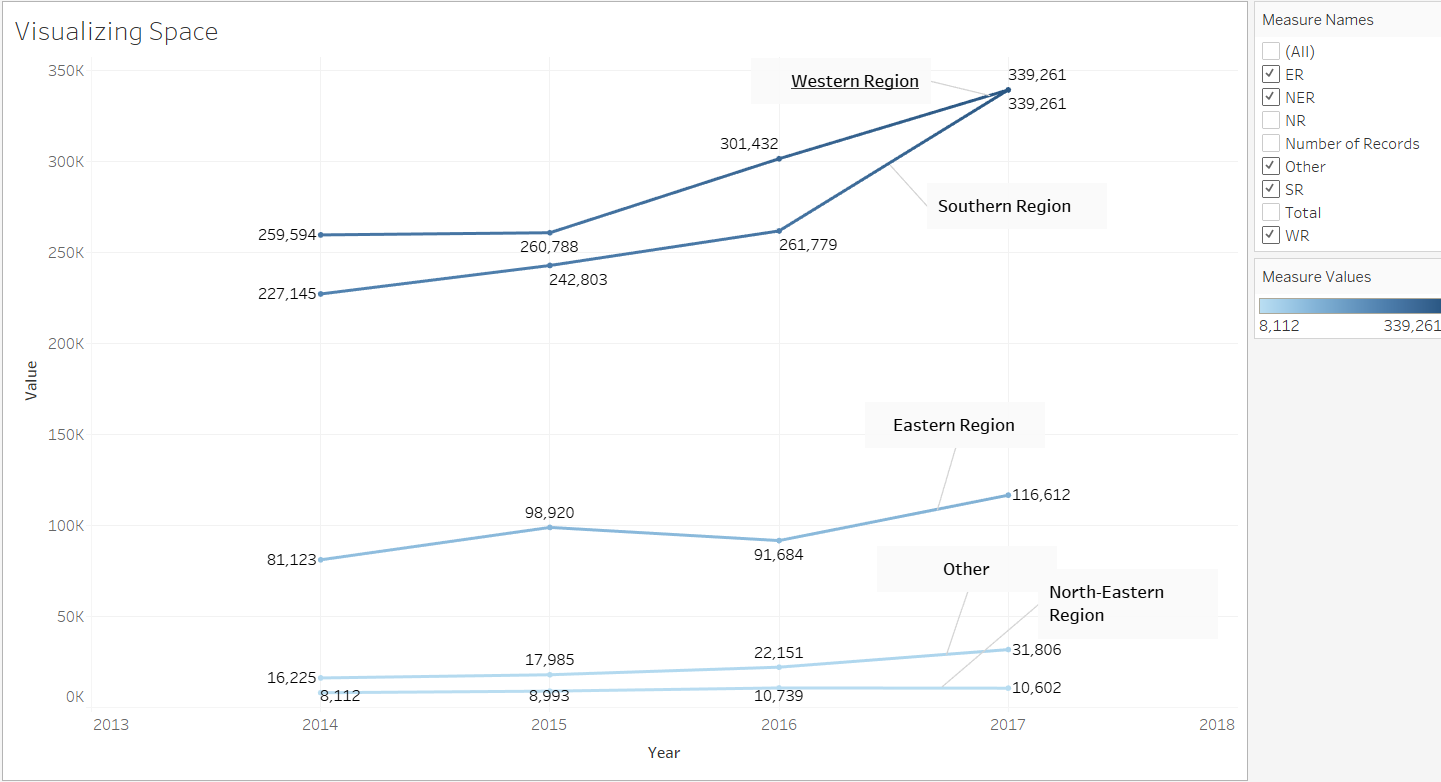 Visualizing Space
350K
300K
250K
200K
150K
100K
50K
0K
Value
Western Region
339,261
339,261
301,432
Southern Region
259,594
260,788
261,779
227,145
242,803
Eastern Region
116,612
98,920
81,123
91,684
Other
North-Eastern
Region
31,806
22,151
17,985
16,225
8,112
8,993
10,739
10,602
2013
2014
2015
2016
2017
2018
Year
Measure Names
(All)
ER
NER
NR
Number of Records
Other
SR
Total
WR
Measure Values
8,112
339,261